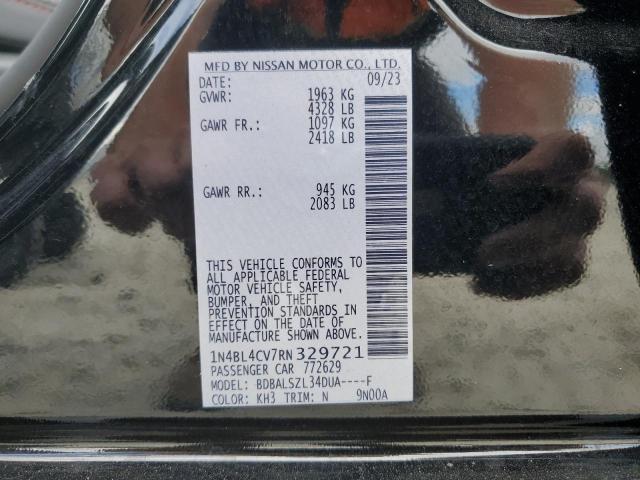 MFD BY NISSAN MOTOR CO., LTD.
DATE: 09/23
GVWR: 1963 KG
4328 LB
GAWR FR.: 1097 KG
2418 LB
GAWR RR.: 945 KG
2083 LB
THIS VEHICLE CONFORMS TO
ALL APPLICABLE FEDERAL
MOTOR VEHICLE SAFETY,
BUMPER, AND THEFT
PREVENTION STANDARDS IN
EFFECT ON THE DATE OF
MANUFACTURE SHOWN ABOVE.
1N4BL4CV7RN329721
PASSENGER CAR 772629
MODEL: BDBALSZL34DUA----F
COLOR: KH3 TRIM: N 9N00A